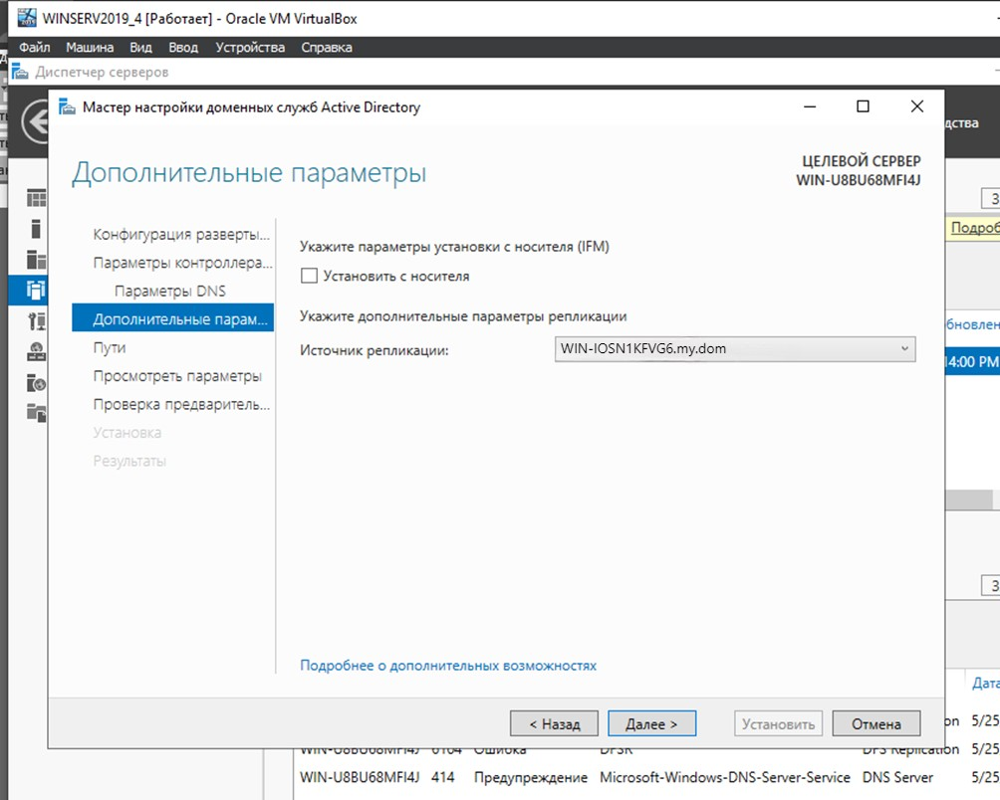 WINSERV2019_4 [Работает] - Oracle VM VirtualBox
Файл Машина Вид Ввод Устройства Справка
Диспетчер серверов
Мастер настройки доменных служб Active Directory
дства
Дополнительные параметры
ЦЕЛЕВОЙ СЕРВЕР
WIN-U8BU68MFI4J
Подроб
Конфигурация разверты...
Параметры контроллера...
Параметры DNS
Дополнительные парам...
Пути
Просмотреть параметры
Проверка предваритель...
Установка
Результаты
Укажите параметры установки с носителя (IFM)
Установить с носителя
Укажите дополнительные параметры репликации
Источник репликации: WIN-IOSN1KFVG6.my.dom
бновлен
14:00 PM
Подробнее о дополнительных возможностях
Дата
< Назад Далее > Установить Отмена
on 5/25
WIN-U8BU68MFI4J 6104 Ошибка DFSR DFS Replication 5/25
WIN-U8BU68MFI4J 414 Предупреждение Microsoft-Windows-DNS-Server-Service DNS Server 5/25